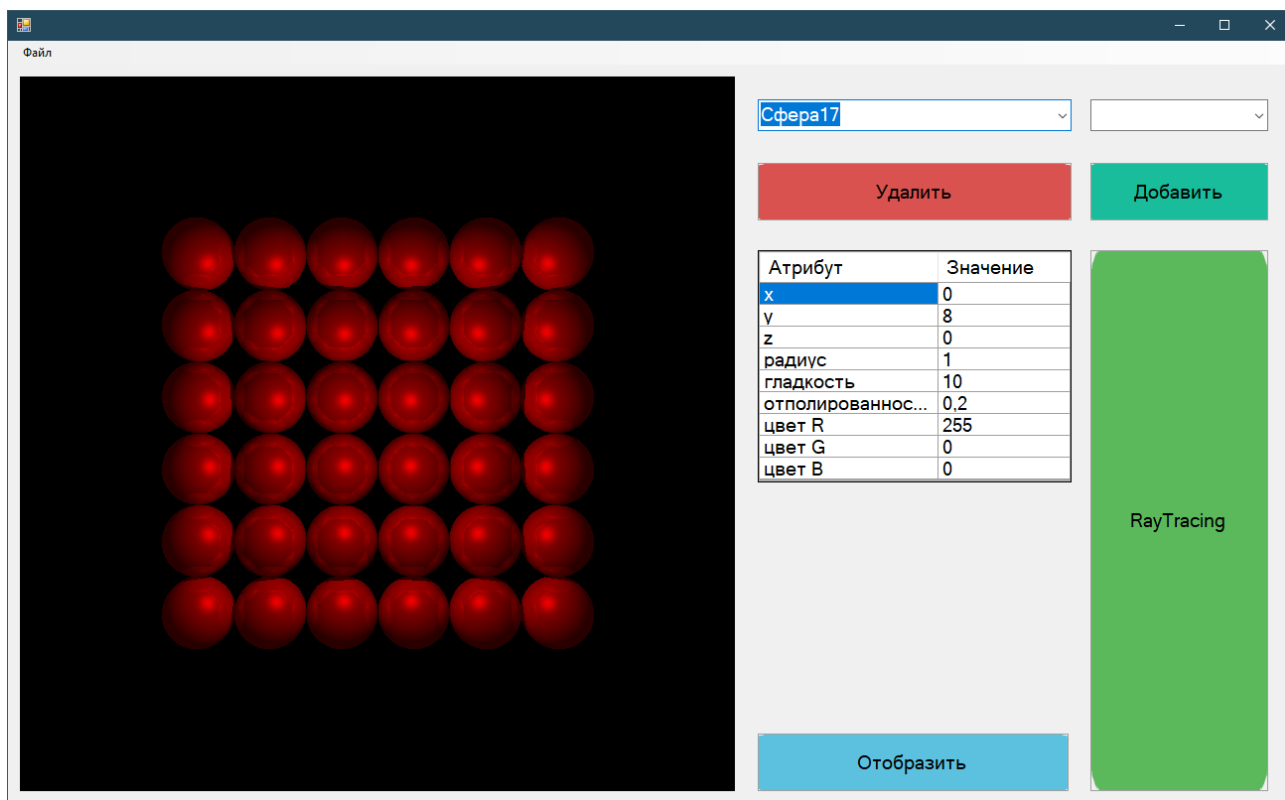 Файл
Сфера17
Удалить
Добавить
Атрибут Значение
x 0
y 8
z 0
радиус 1
гладкость 10
отполированнос... 0,2
цвет R 255
цвет G 0
цвет B 0
RayTracing
Отобразить